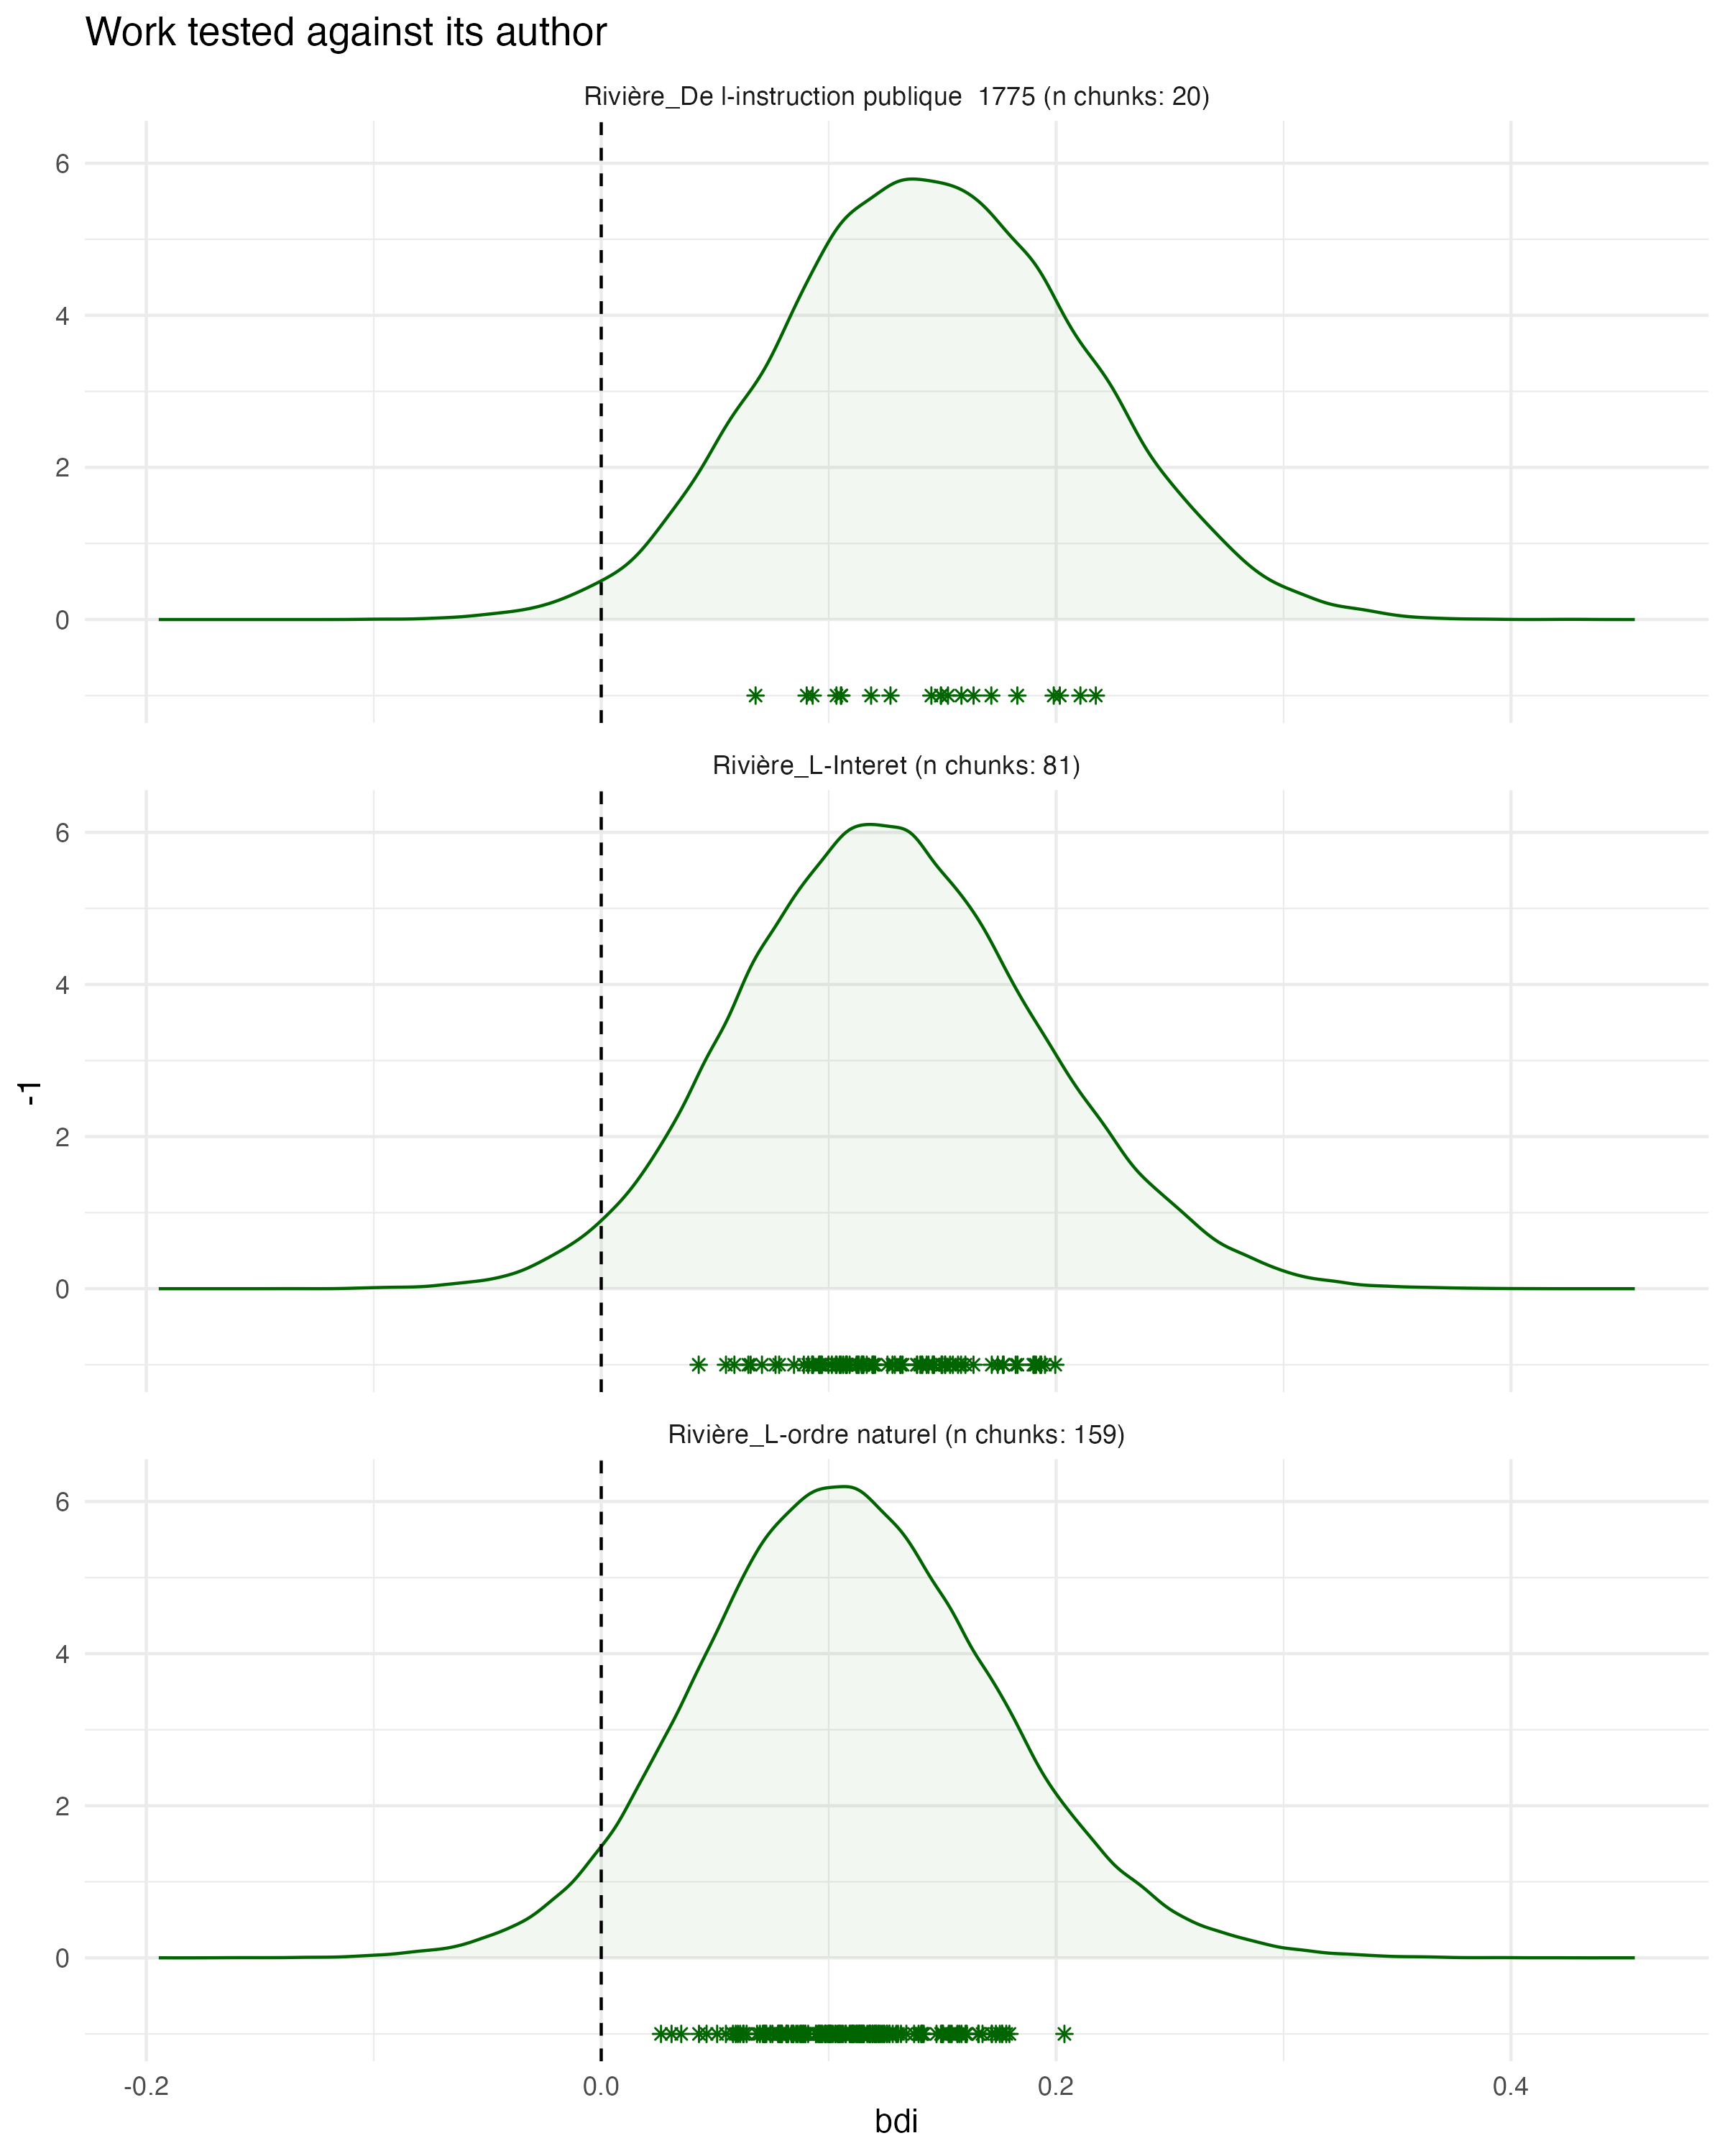 Work tested against its author
Rivière_De l-instruction publique  1775 (n chunks: 20)
6
4
2
0
Rivière_L-Interet (n chunks: 81)
6
4
2
0
-1
Rivière_L-ordre naturel (n chunks: 159)
6
4
2
0
-0.2 0.0 0.2 0.4
bdi